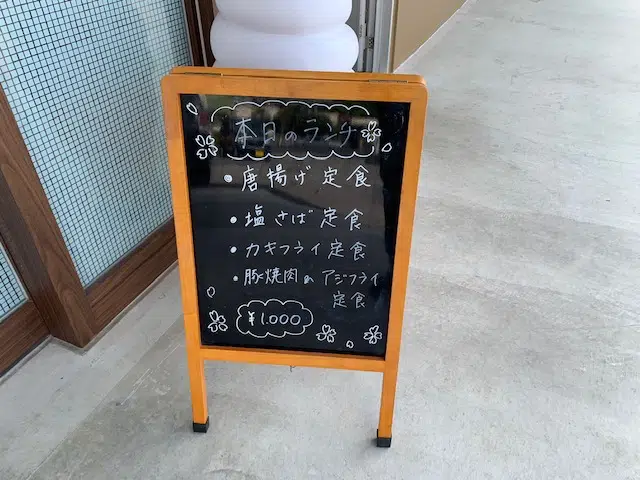 本日のランチ
・唐揚げ定食
・塩さば定食
・カキフライ定食
・豚焼肉&アジフライ
定食
¥1.000